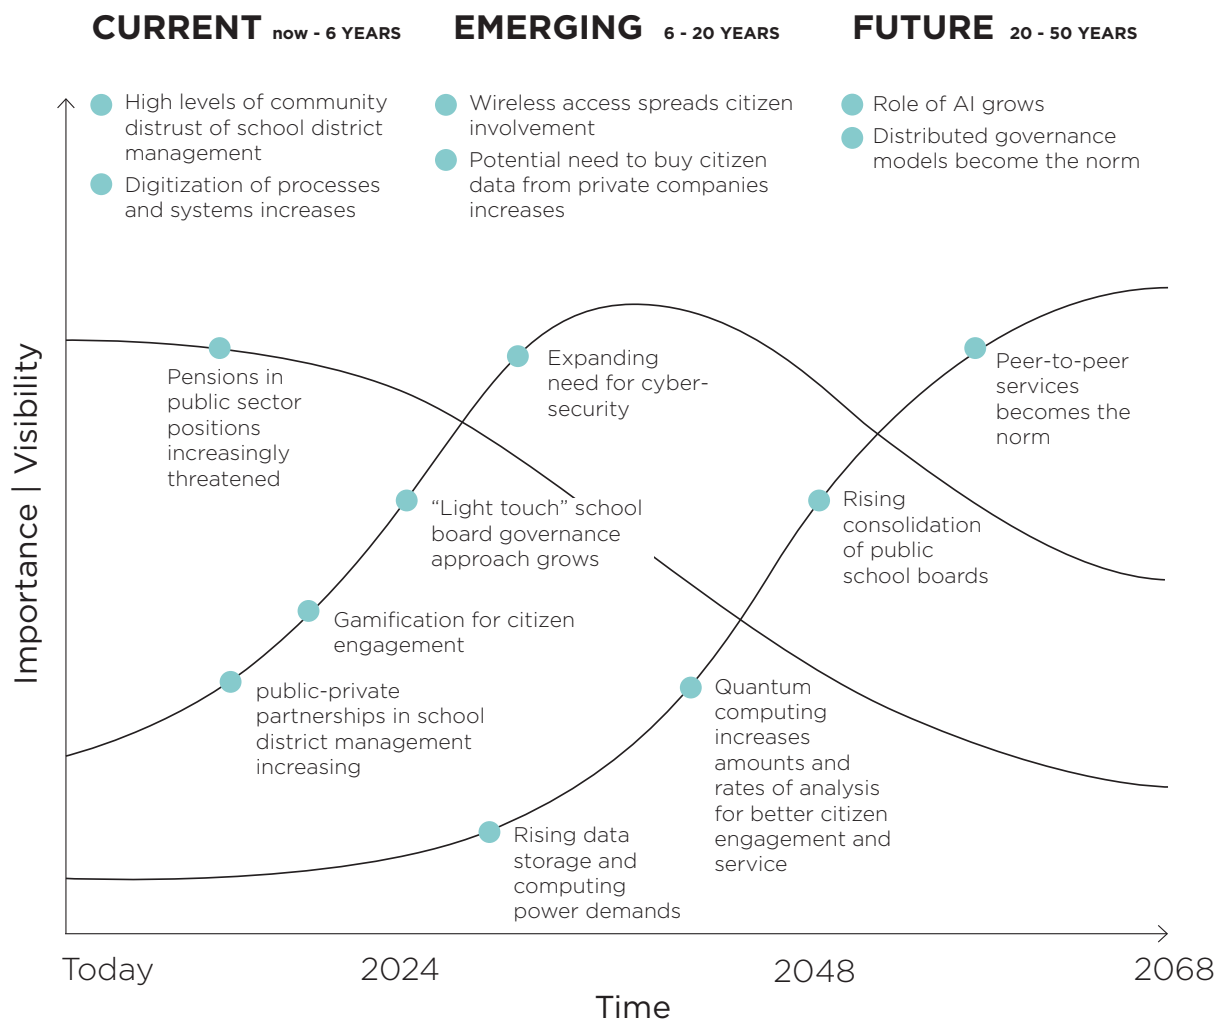 CURRENT now - 6 YEARS
EMERGING 6 - 20 YEARS
FUTURE 20 - 50 YEARS
High levels of community
distrust of school district
management
Digitization of processes
and systems increases
Wireless access spreads citizen
involvement
Potential need to buy citizen
data from private companies
increases
Role of AI grows
Distributed governance
models become the norm
Importance | Visibility
Pensions in
public sector
positions
increasingly
threatened
Expanding
need for cyber-
security
Peer-to-peer
services
becomes the
norm
“Light touch” school
board governance
approach grows
Rising
consolidation
of public
school boards
Gamification for citizen
engagement
public-private
partnerships in school
district management
increasing
Quantum
computing
increases
amounts and
rates of analysis
for better citizen
engagement and
service
Rising data
storage and
computing
power demands
Today
2024
2048
2068
Time